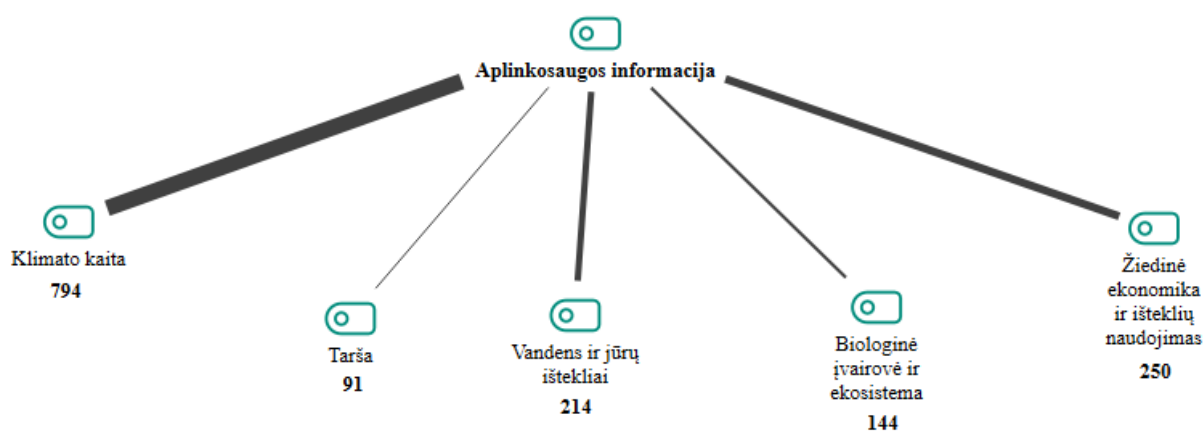 Aplinkosaugos informacija
Klimato kaita
794
Tarša
91
Vandens ir jūrų
ištekliai
214
Biologinė
įvairovė ir
ekosistema
144
Žiedinė
ekonomika
ir išteklių
naudojimas
250